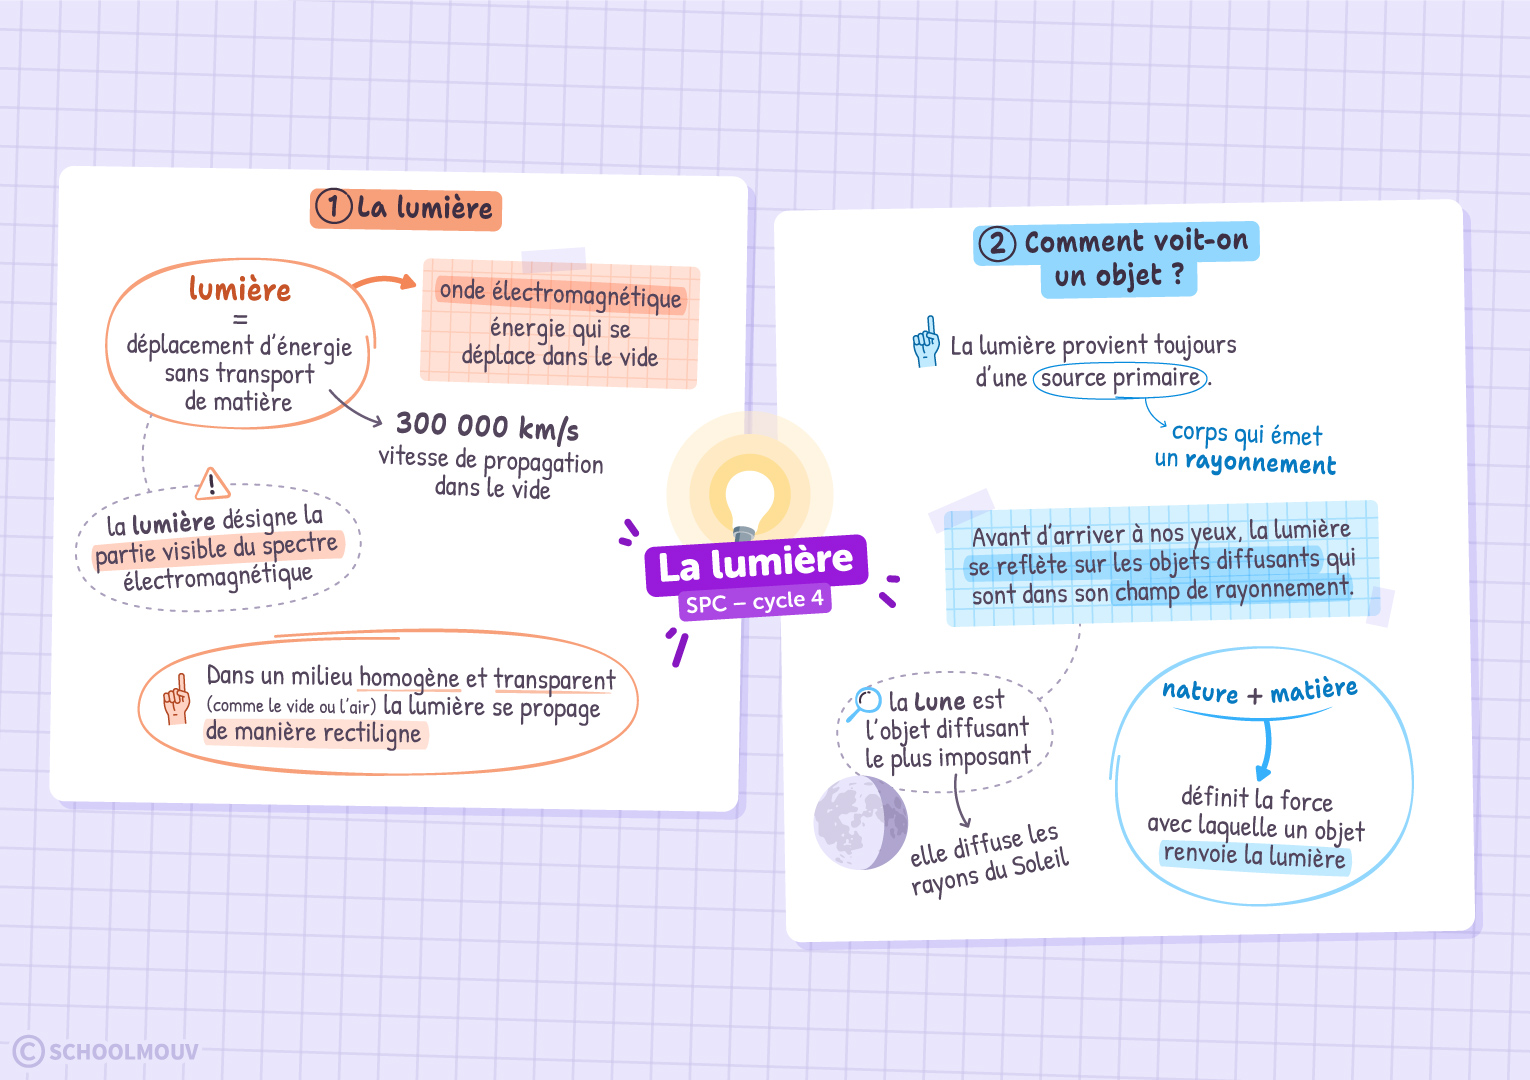 ① La lumière
lumière
=
déplacement d'énergie
sans transport
de matière
onde électromagnétique
énergie qui se
déplace dans le vide
300 000 km/s
vitesse de propagation
dans le vide
!
la lumière désigne la
partie visible du spectre
électromagnétique
Dans un milieu homogène et transparent
(comme le vide ou l'air) la lumière se propage
de manière rectiligne
La lumière
SPC – cycle 4
② Comment voit-on
un objet ?
La lumière provient toujours
d'une source primaire.
corps qui émet
un rayonnement
Avant d'arriver à nos yeux, la lumière
se reflète sur les objets diffusants qui
sont dans son champ de rayonnement.
la Lune est
l'objet diffusant
le plus imposant
elle diffuse les
rayons du Soleil
nature + matière
définit la force
avec laquelle un objet
renvoie la lumière
© SCHOOLMOUV